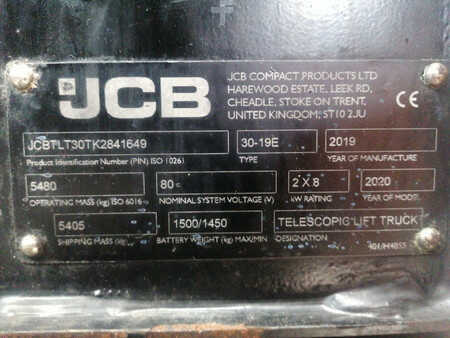 JCB
JCB COMPACT PRODUCTS LTD
HAREWOOD ESTATE, LEEK RD,
CHEADLE, STOKE ON TRENT,
UNITED KINGDOM, ST10 2JU
CE
JCBTLT30TK2841649 30-19E 2019
Product Identification Number (PIN) ISO 10261 TYPE YEAR OF MANUFACTURE
5480 80 2 X 8 2020
OPERATING MASS (kg) ISO 6016 NOMINAL SYSTEM VOLTAGE (V) kW RATING YEAR OF MODEL
5405 1500/1450 TELESCOPIC LIFT TRUCK
SHIPPING MASS (kg) BATTERY WEIGHT (kg) MAX/MIN DESIGNATION
401/H4855